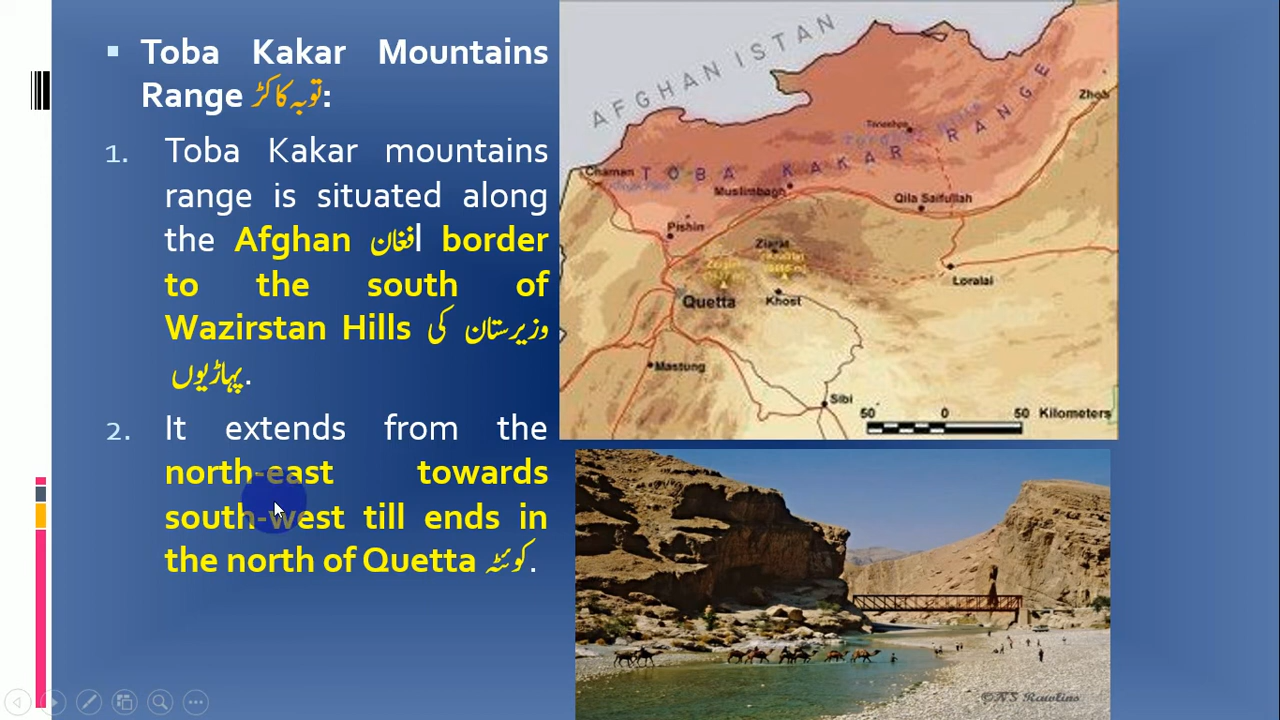 ▪ Toba Kakar Mountains
Range توبہ کاکڑ:
1. Toba Kakar mountains
range is situated along
the Afghan افغان border
to the south of
Wazirstan Hills وزیرستان کی
پہاڑیوں.
2. It extends from the
north-east towards
south-west till ends in
the north of Quetta کوئٹہ.
AFGHANISTAN
TOBA KAKAR RANGE
Zhob
Chaman
Muslimbagh
Qila Saifullah
Pishin
Ziarat
Loralai
Quetta
Khost
Mastung
Sibi
50 0 50 Kilometers
©NS Rawlins